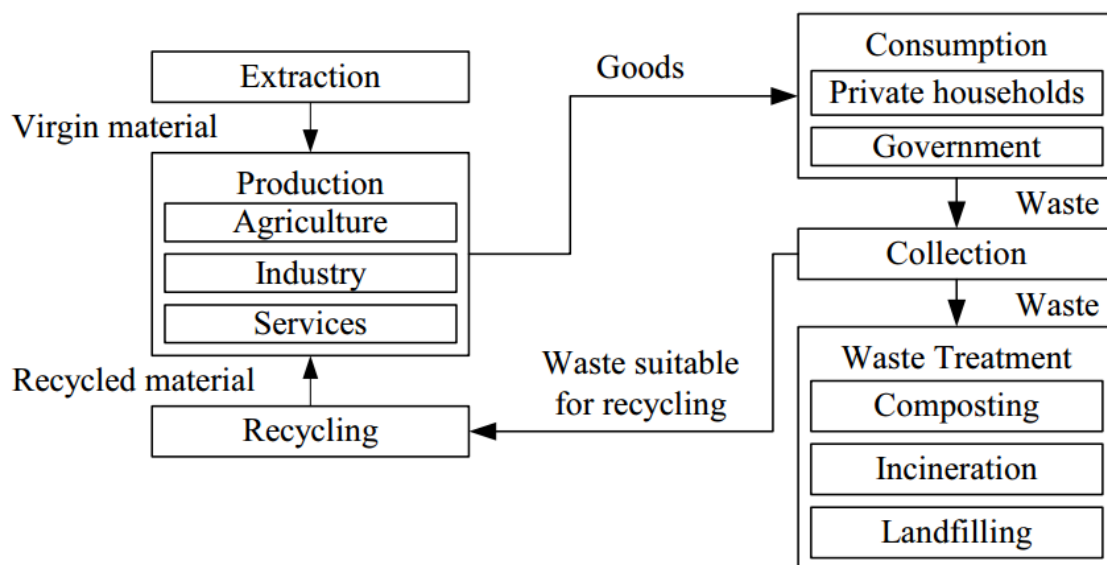 Extraction
Virgin material
Production
Agriculture
Industry
Services
Recycled material
Recycling
Goods
Waste suitable
for recycling
Consumption
Private households
Government
Waste
Collection
Waste
Waste Treatment
Composting
Incineration
Landfilling